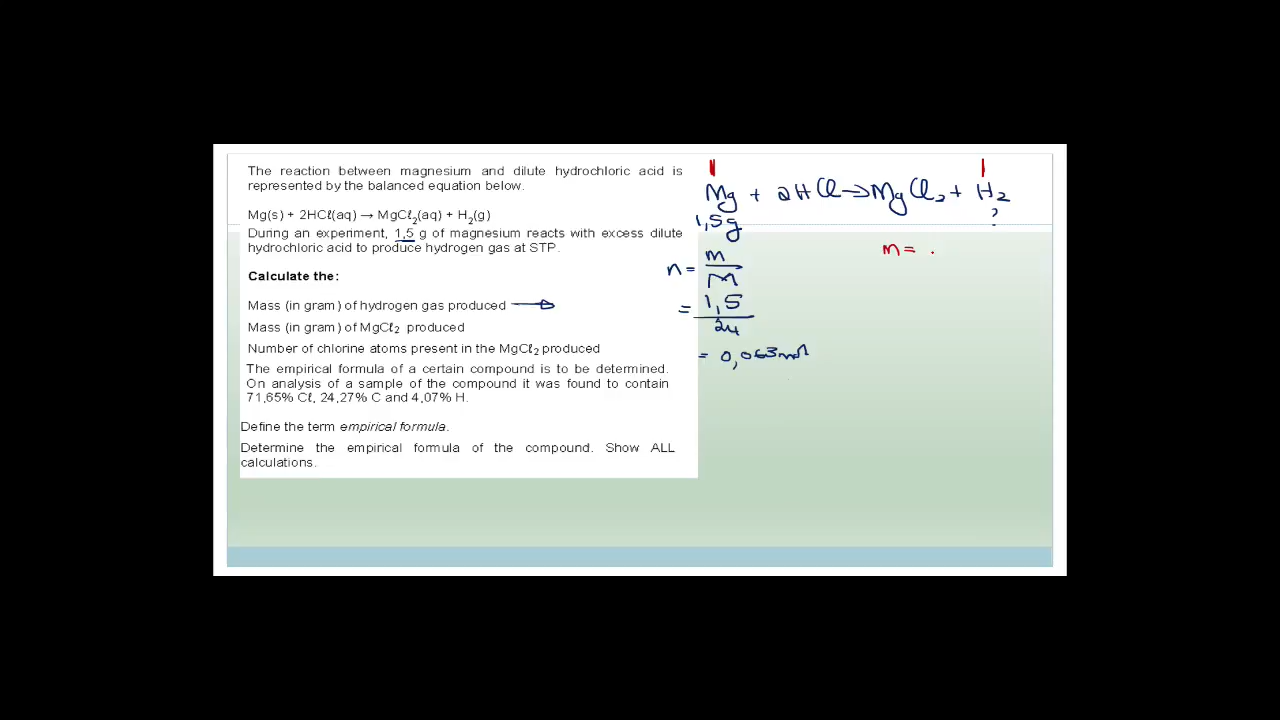 The reaction between magnesium and dilute hydrochloric acid is
represented by the balanced equation below.
Mg(s) + 2HCℓ(aq) → MgCℓ₂(aq) + H₂(g)
During an experiment, 1,5 g of magnesium reacts with excess dilute
hydrochloric acid to produce hydrogen gas at STP.
Calculate the:
Mass (in gram) of hydrogen gas produced
Mass (in gram) of MgCℓ₂ produced
Number of chlorine atoms present in the MgCℓ₂ produced
The empirical formula of a certain compound is to be determined.
On analysis of a sample of the compound it was found to contain
71,65% Cℓ, 24,27% C and 4,07% H.
Define the term empirical formula.
Determine the empirical formula of the compound. Show ALL
calculations.
1 1
Mg + 2HCl → MgCl₂ + H₂
1,5g ?
n = m/M
= 1,5/24
= 0,063mol
m =